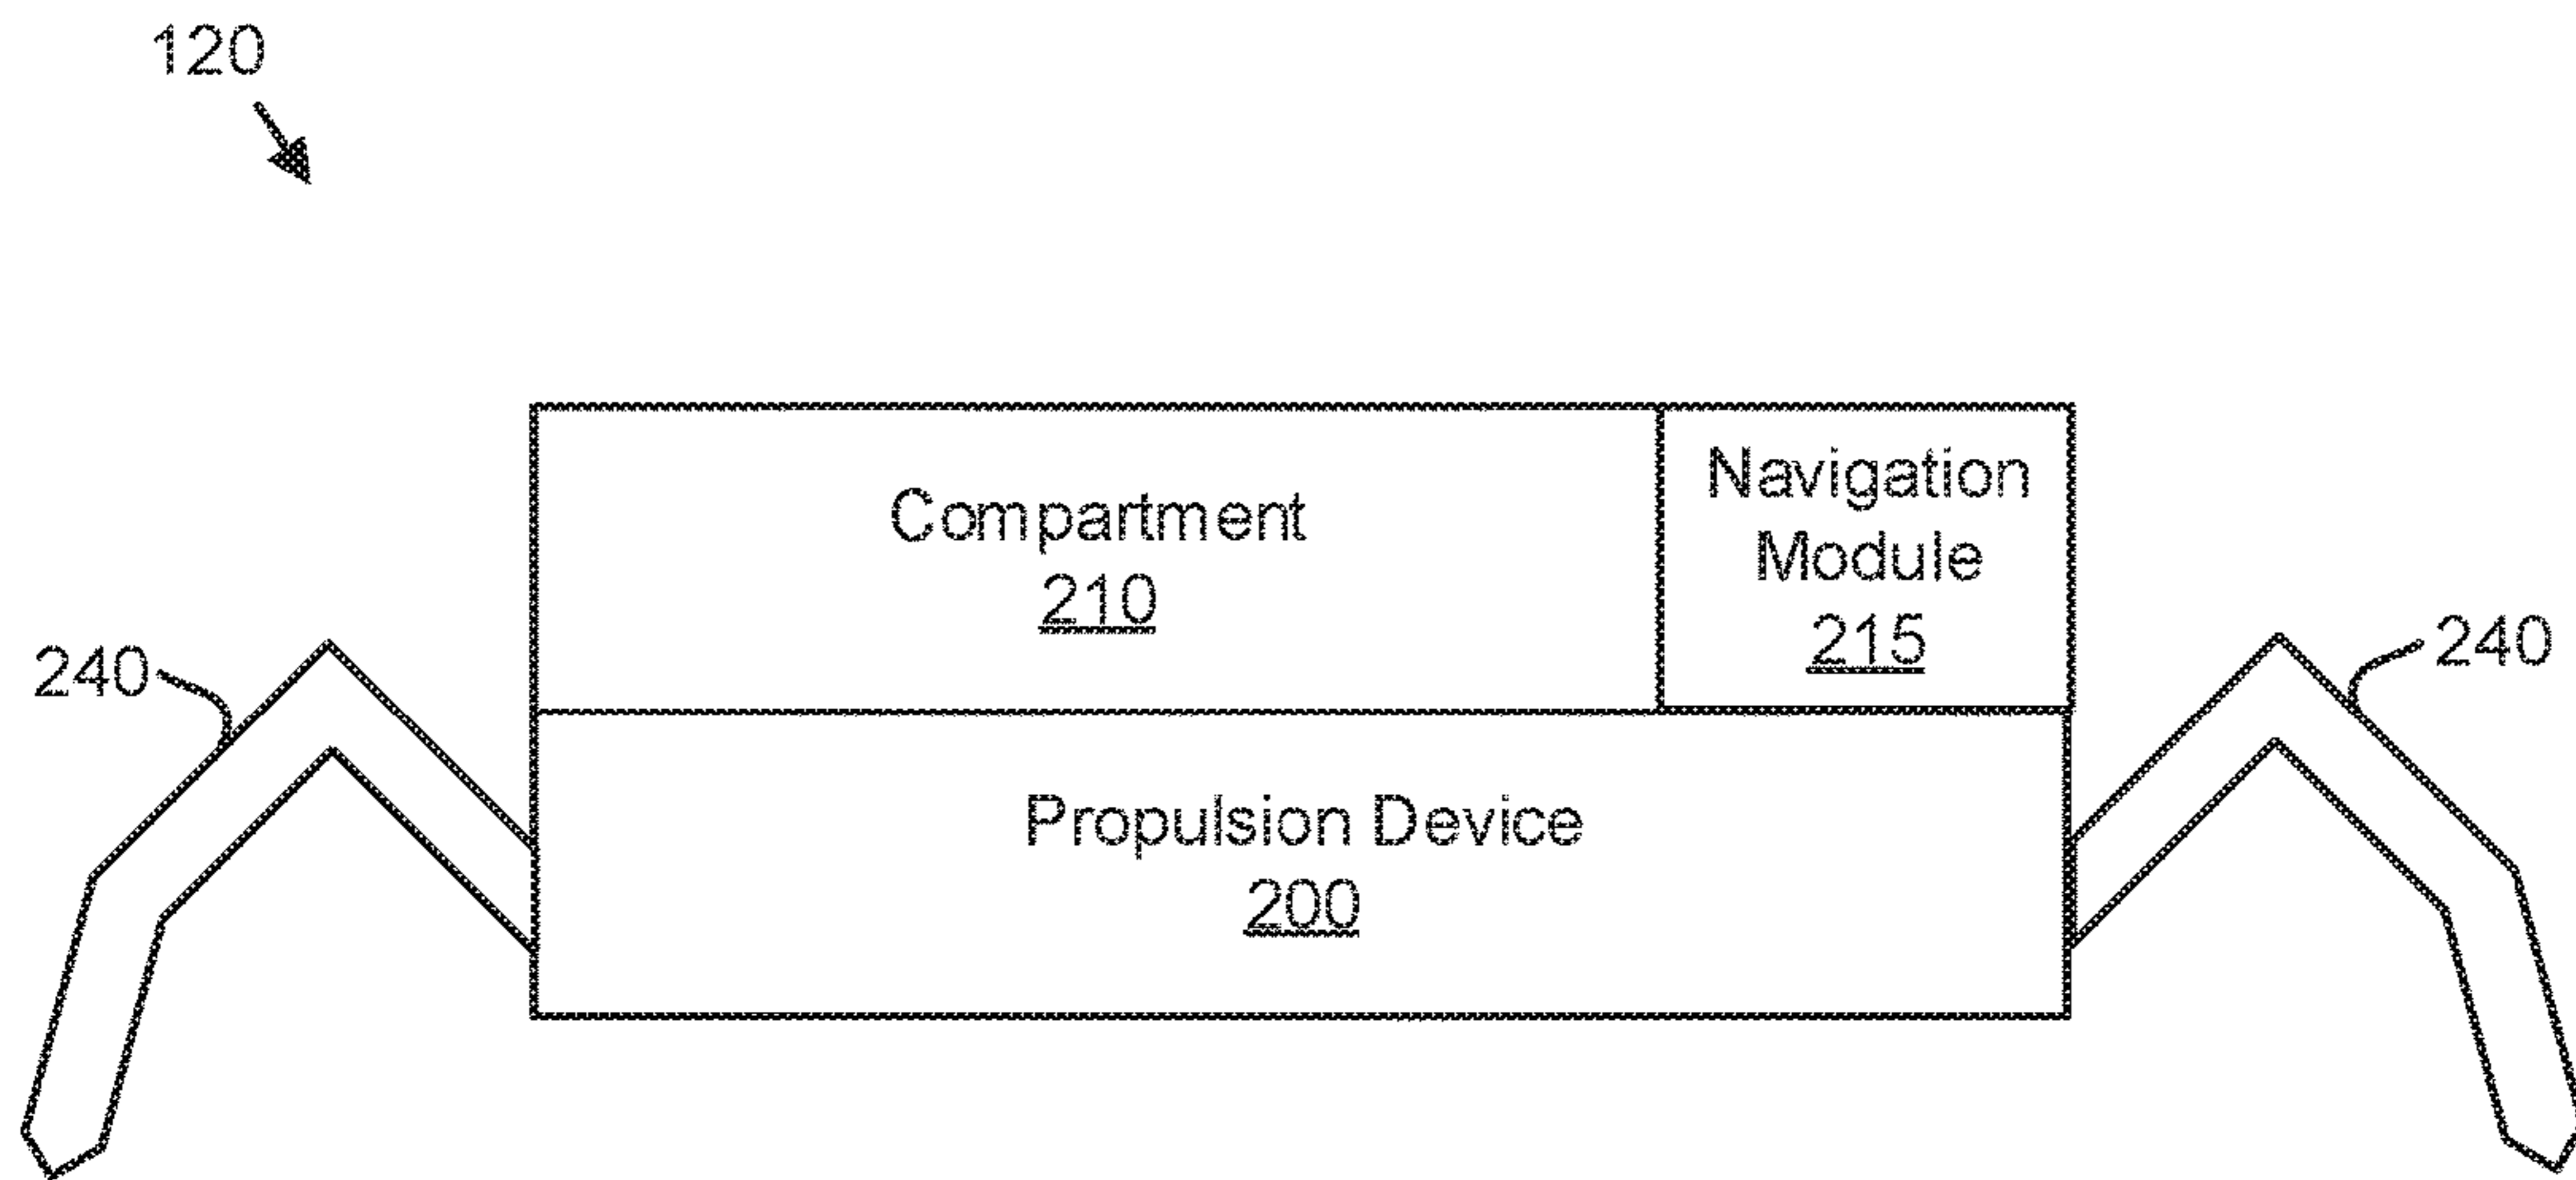 120
Compartment
210
Navigation
Module
215
240
240
Propulsion Device
200